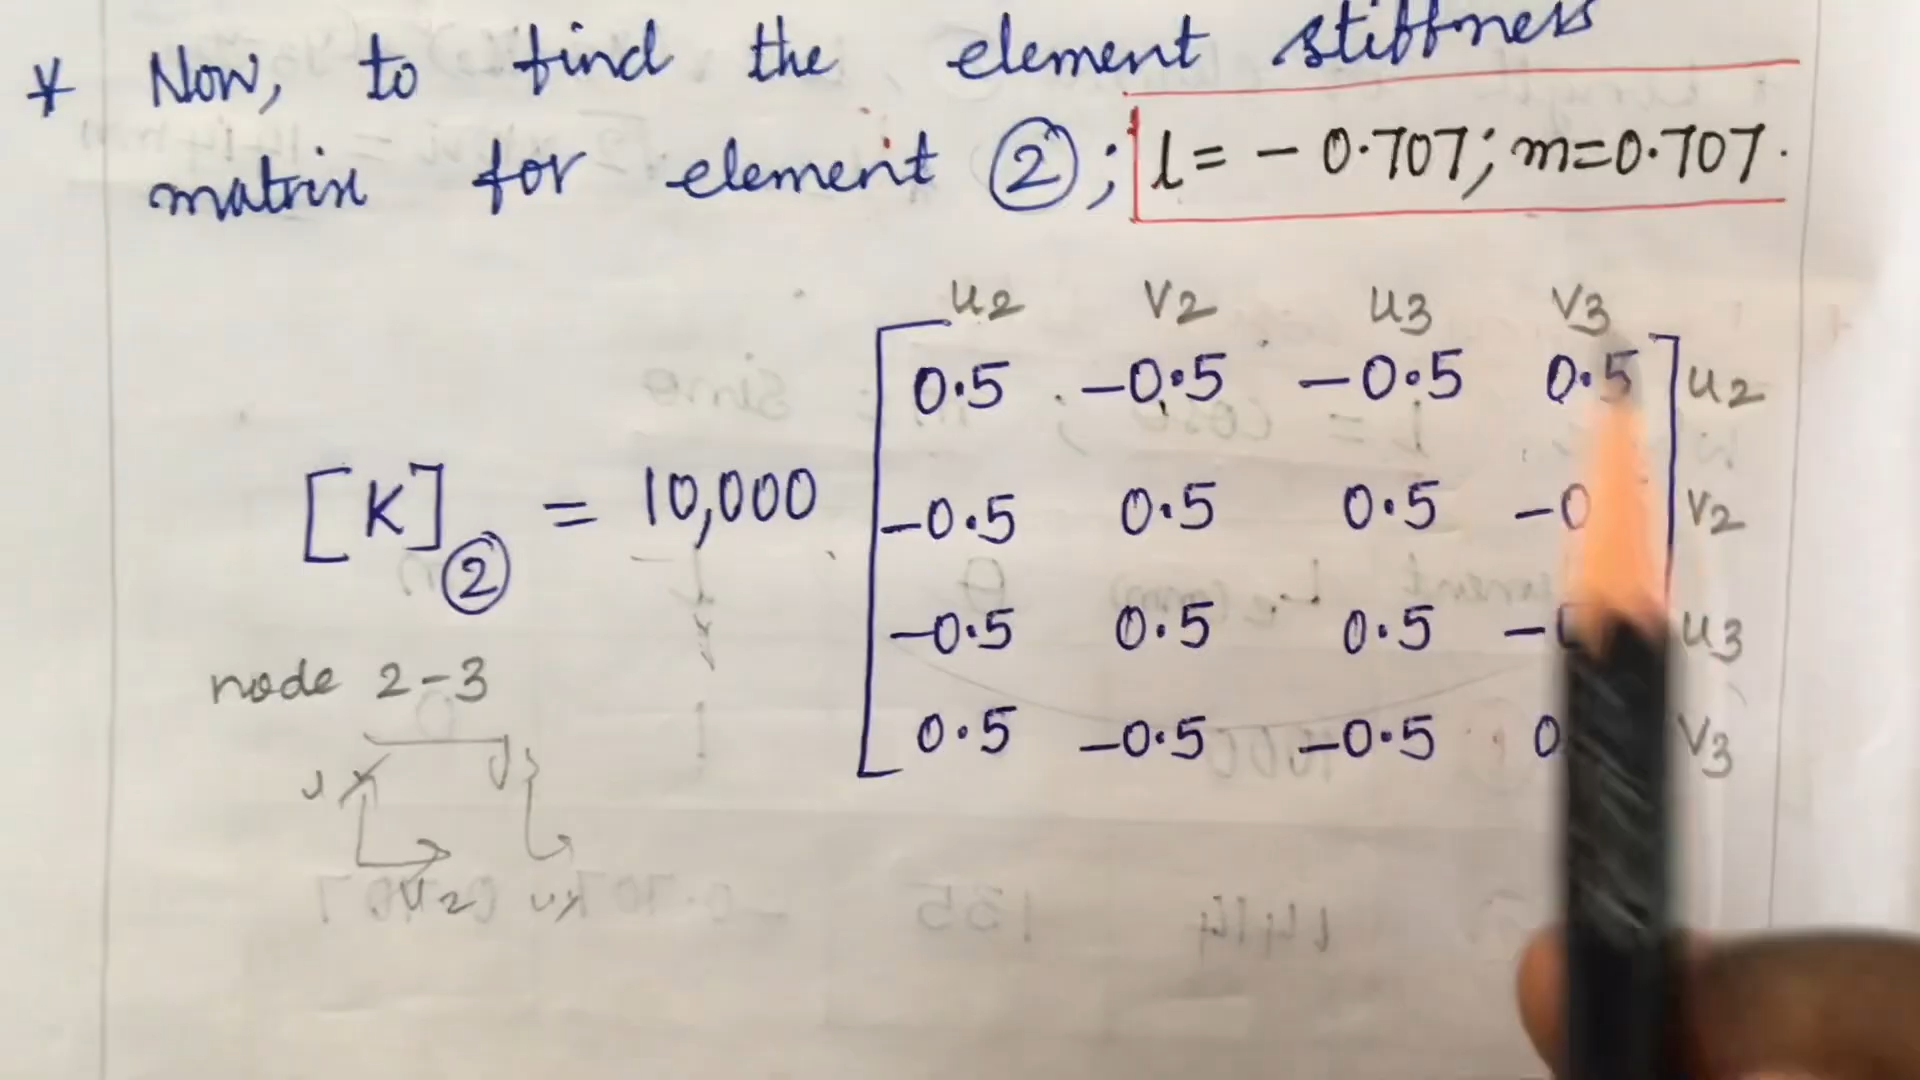 * Now, to find the element stiffness
matrix for element ②; l = - 0.707; m=0.707.
u2 v2 u3 v3
0.5 -0.5 -0.5 0.5 u2
[K]② = 10,000
-0.5 0.5 0.5 -0 v2
-0.5 0.5 0.5 u3
0.5 -0.5 -0.5 0 v3
node 2-3